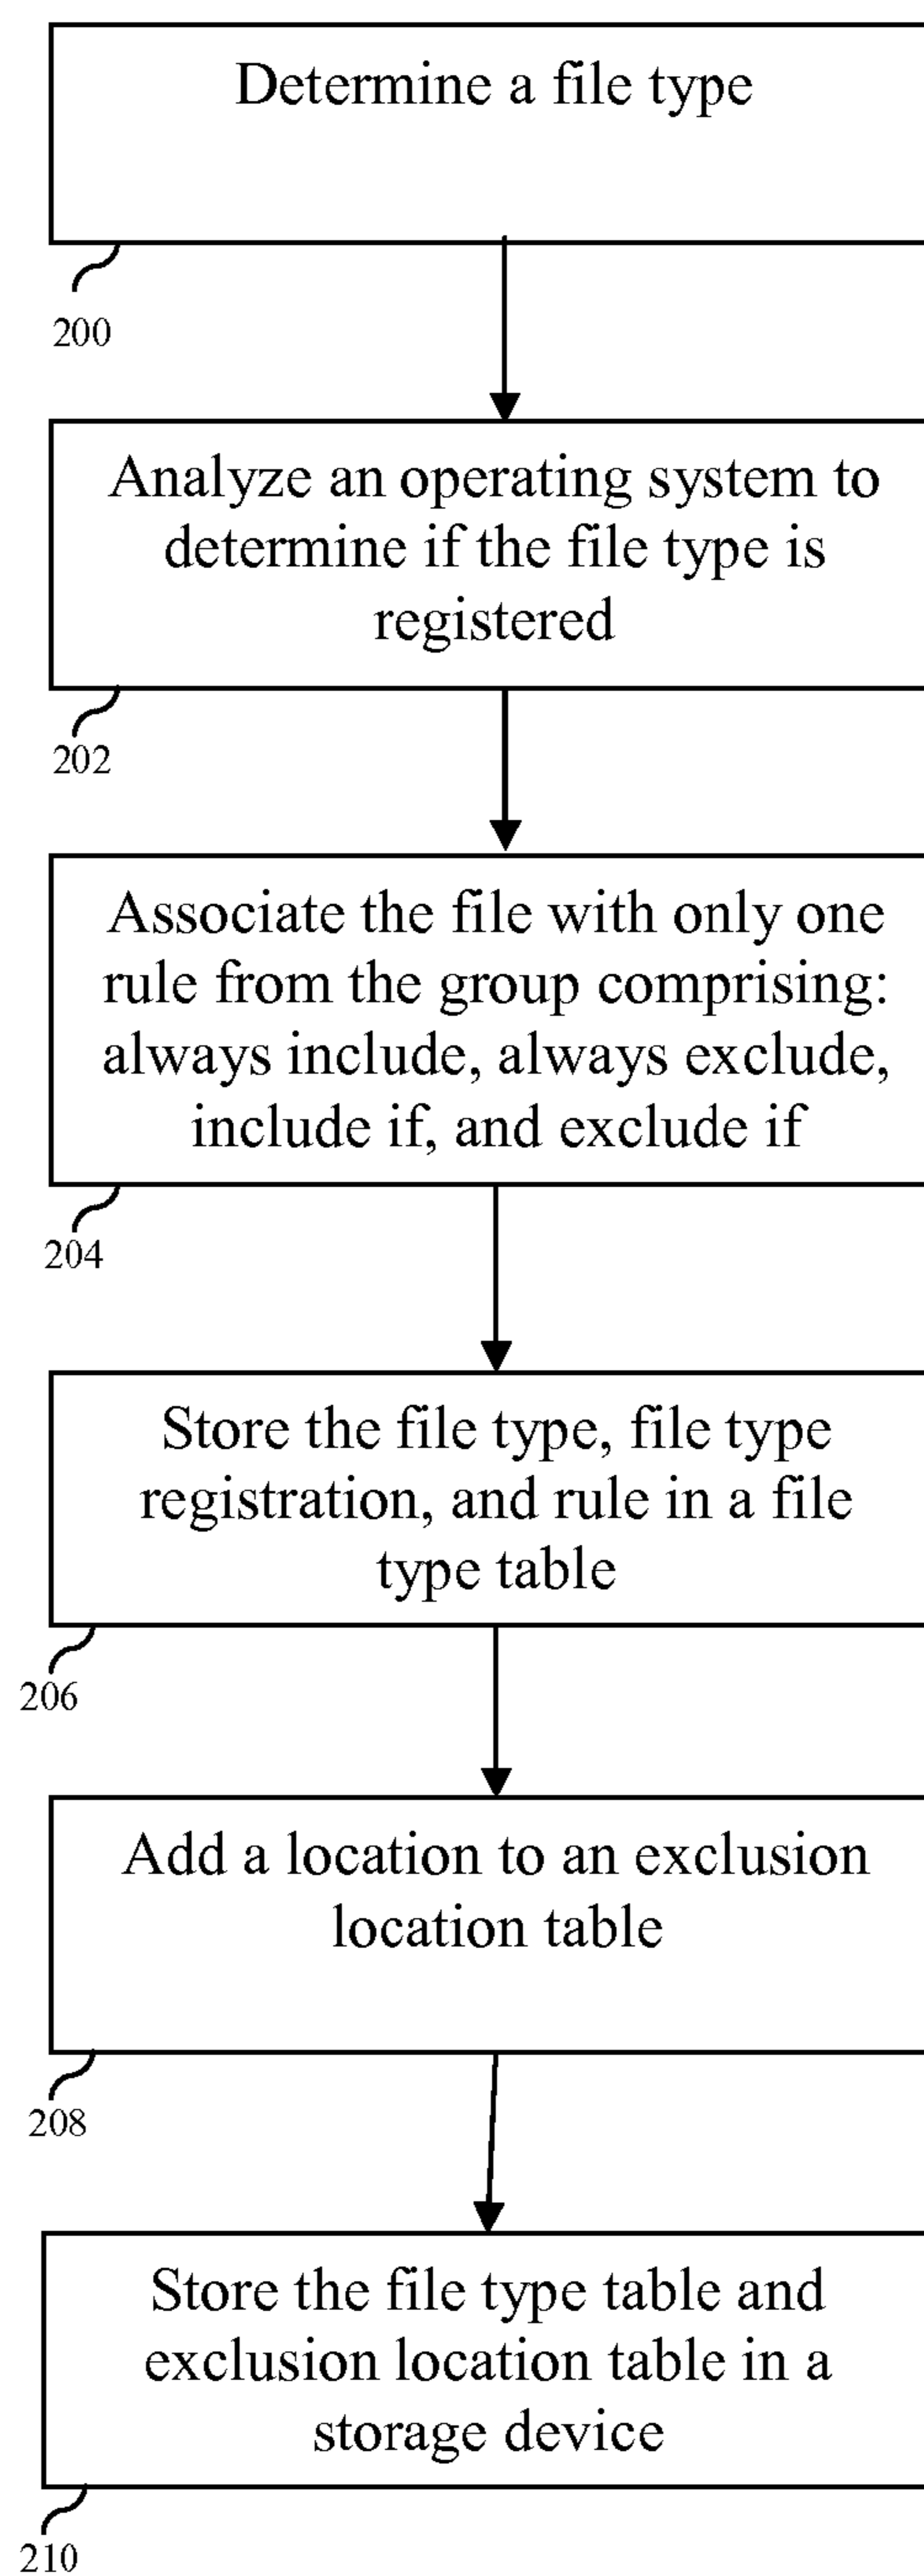 Determine a file type
200
Analyze an operating system to
determine if the file type is
registered
202
Associate the file with only one
rule from the group comprising:
always include, always exclude,
include if, and exclude if
204
Store the file type, file type
registration, and rule in a file
type table
206
Add a location to an exclusion
location table
208
Store the file type table and
exclusion location table in a
storage device
210